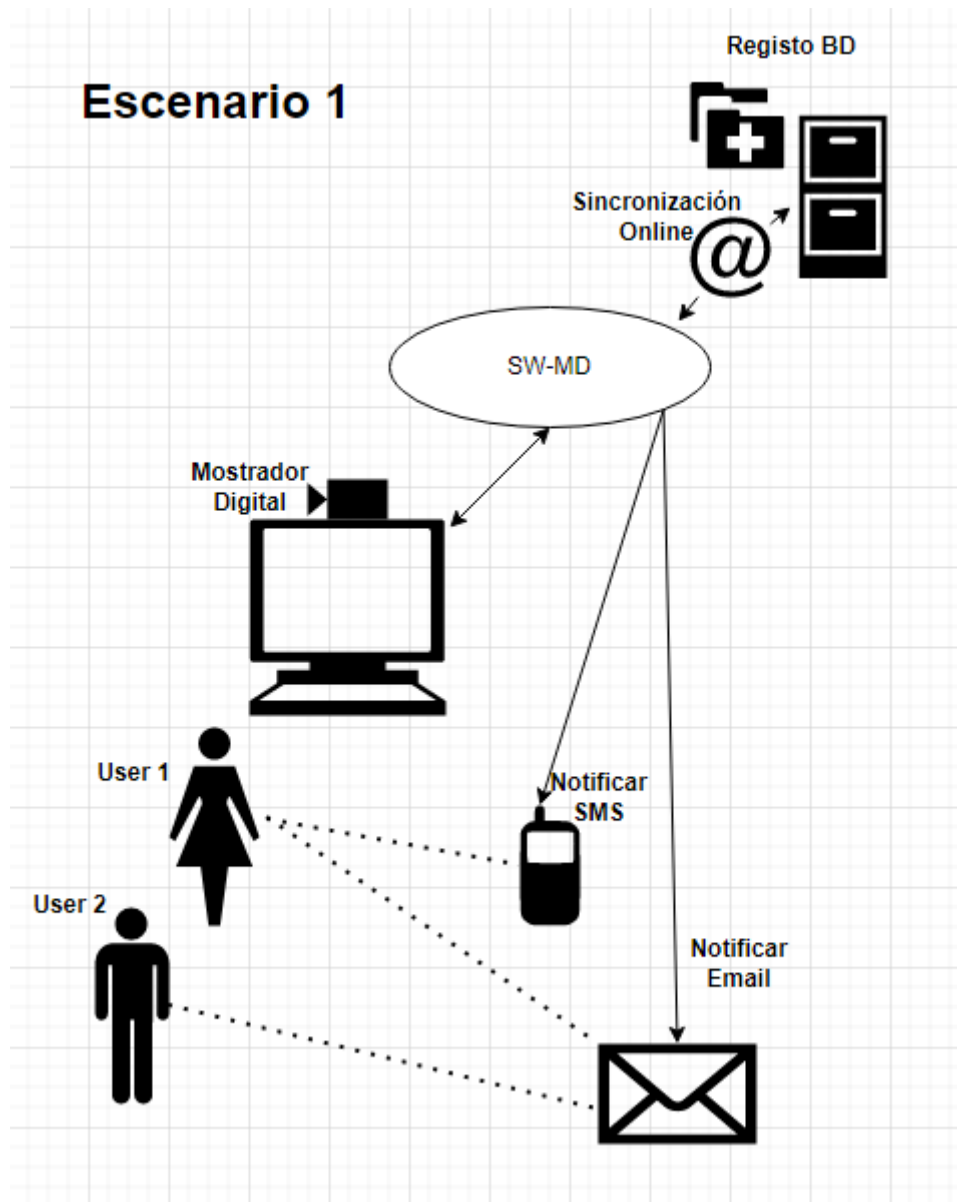 Registo BD
Escenario 1
Sincronización
Online
@
SW-MD
Mostrador
Digital
User 1
Notificar
SMS
User 2
Notificar
Email